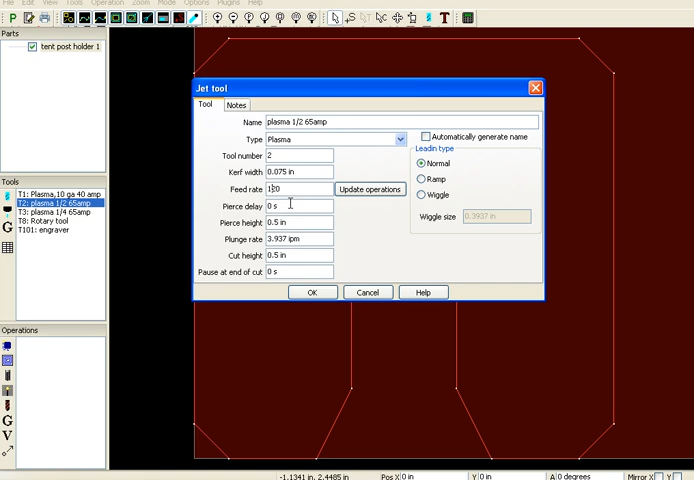 File Edit View Tools Operation Zoom Mode Options Plugins Help
P S T C C T
Parts
tent post holder 1
Tools
T1: Plasma,10 ga 40 amp
T2: plasma 1/2 65amp
T3: plasma 1/4 65amp
T8: Rotary tool
T101: engraver
G
Operations
G
V
Jet tool
Tool Notes
Name plasma 1/2 65amp
Type Plasma Automatically generate name
Tool number 2
Kerf width 0.075 in
Feed rate 120 Update operations
Pierce delay 0 s
Pierce height 0.5 in
Plunge rate 3.937 ipm
Cut height 0.5 in
Pause at end of cut 0 s
Leadin type
Normal
Ramp
Wiggle
Wiggle size 0.3937 in
OK Cancel Help
-1.1341 in, 2.4485 in Pos X 0 in Y 0 in A 0 degrees Mirror X Y